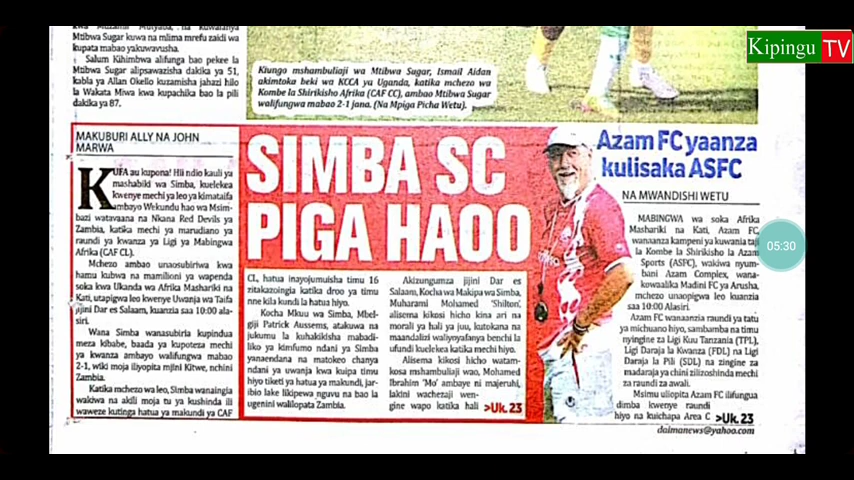 Kipingu TV
05:30
Mtibwa Sugar kuwa na mlima mrefu zaidi wa
kupata mabao yakuwavusha.
Salum Kihimbwa alifunga bao pekee la
Mtibwa Sugar alipsawazisha dakika ya 51,
kabla ya Allan Okello kuzamisha jahazi hilo
la Wakata Miwa kwa kupachika bao la pili
dakika ya 87.
Kiungo mshambuliaji wa Mtibwa Sugar, Ismail Aidan
akimtoka beki wa KCCA ya Uganda, katika mchezo wa
Kombe la Shirikisho Afrika (CAF CC), ambao Mtibwa Sugar
walifungwa mabao 2-1 jana. (Na Mpiga Picha Wetu).
MAKUBURI ALLY NA JOHN
MARWA
KUFA au kupona! Hii ndio kauli ya
mashabiki wa Simba, kuelekea
kwenye mechi ya leo ya kimataifa
ambayo Wekundu hao wa Msim-
bazi watavaana na Nkana Red Devils ya
Zambia, katika mechi ya marudiano ya
raundi ya kwanza ya Ligi ya Mabingwa
Afrika (CAF CL).
Mchezo ambao unaosubiriwa kwa
hamu kubwa na mamilioni ya wapenda
soka kwa Ukanda wa Afrika Mashariki na
Kati, utapigwa leo kwenye Uwanja wa Taifa
jijini Dar es Salaam, kuanzia saa 10:00 ala-
siri.
Wana Simba wanasubiria kupindua
meza kibabe, baada ya kupoteza mechi
ya kwanza ambayo walifungwa mabao
2-1, wiki moja iliyopita mjini Kitwe, nchini
Zambia.
Katika mchezo wa leo, Simba wanaingia
wakiwa na akili moja tu ya kushinda ili
waweze kutinga hatua ya makundi ya CAF
SIMBA SC
PIGA HAOO
CL, hatua inayojumuisha timu 16
zitakazoingia katika droo ya timu
nne kila kundi la hatua hiyo.
Kocha Mkuu wa Simba, Mbel-
giji Patrick Aussems, atakuwa na
jukumu la kuhakikisha mabadil-
iko ya kimfumo ndani ya Simba
yanaendana na matokeo chanya
ndani ya uwanja kwa kuipa timu
hiyo tiketi ya hatua ya makundi, jar-
ibio lake likipewa nguvu na bao la
ugenini walilopata Zambia.
Akizungumza jijini Dar es
Salaam, Kocha wa Makipa wa Simba,
Muharami Mohamed 'Shilton',
alisema kikosi hicho kina ari na
morali ya hali ya juu, kutokana na
maandalizi waliyoyafanya benchi la
ufundi kuelekea katika mechi hiyo.
Alisema kikosi hicho watam-
kosa mshambuliaji wao, Mohamed
Ibrahim 'Mo' ambaye ni majeruhi,
lakini wachezaji wen-
gine wapo katika hali >Uk. 23
Azam FC yaanza
kulisaka ASFC
NA MWANDISHI WETU
MABINGWA wa soka Afrika
Mashariki na Kati, Azam FC,
wanaanza kampeni ya kuwania taji
la Kombe la Shirikisho la Azam
Sports (ASFC), wakiwa nyum-
bani Azam Complex, wana-
kowaalika Madini FC ya Arusha,
mchezo unaopigwa leo kuanzia
saa 10:00 Alasiri.
Azam FC wanaanzia raundi ya tatu
ya michuano hiyo, sambamba na timu
nyingine za Ligi Kuu Tanzania (TPL),
Ligi Daraja la Kwanza (FDL) na Ligi
Daraja la Pili (SDL) na zingine za
madaraja ya chini zilizoshinda mechi
za raundi za awali.
Msimu uliopita Azam FC ilifungua
dimba kwenye raundi
hiyo na kuichapa Area C >Uk. 23
daimanews@yahoo.com